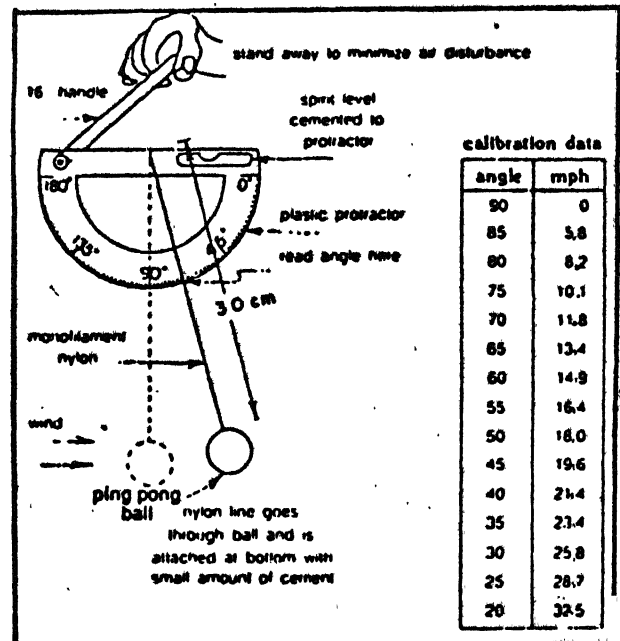 stand away to minimize air disturbance
to handle
spirit level
cemented to
protractor
180°
0°
135°
45°
90°
plastic protractor
read angle here
30 cm
monofilament
nylon
wind
ping pong
ball
nylon line goes
through ball and is
attached at bottom with
small amount of cement
calibration data
angle mph
90 0
85 5,8
80 8,2
75 10,1
70 11,8
65 13,4
60 14,9
55 16,4
50 18,0
45 19,6
40 21,4
35 23,4
30 25,8
25 28,7
20 32,5